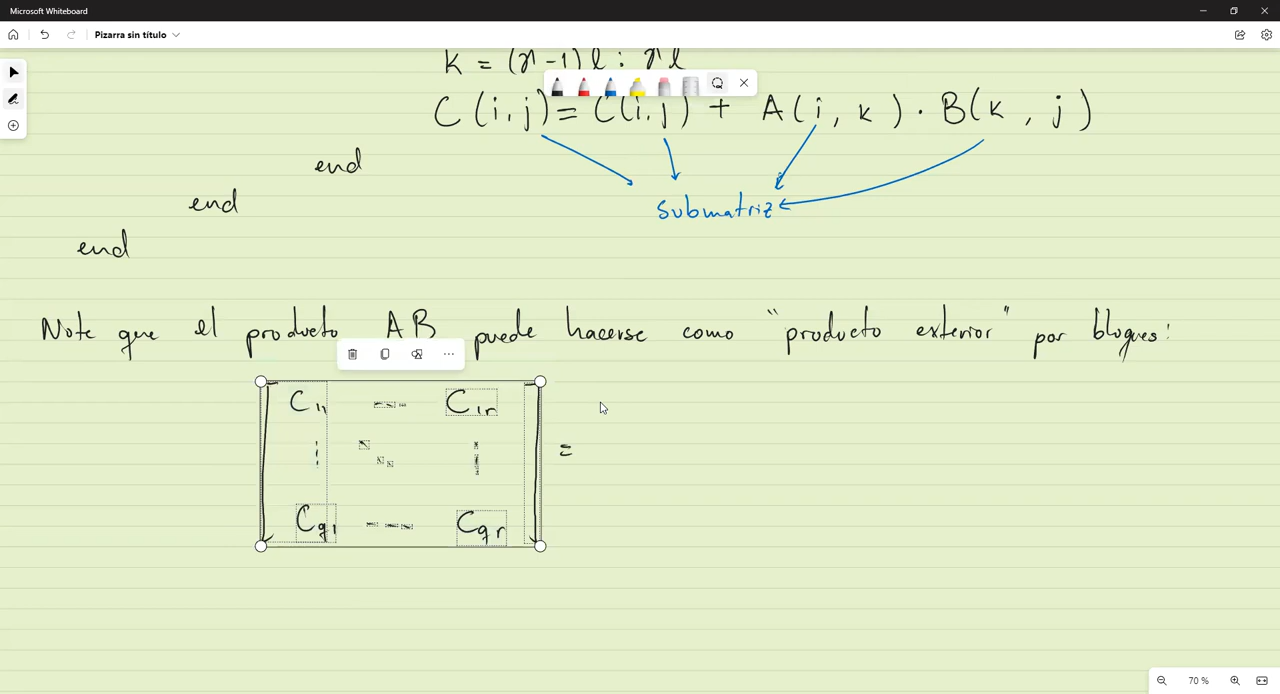 Microsoft Whiteboard
Pizarra sin título
k = (γ-1)l : γl
C(i,j) = C(i,j) + A(i,k) · B(k,j)
end
submatriz
end
end
Note que el producto AB puede hacerse como "producto exterior" por bloques:
C11 --- C1r
=
Cq1 --- Cqr
70 %